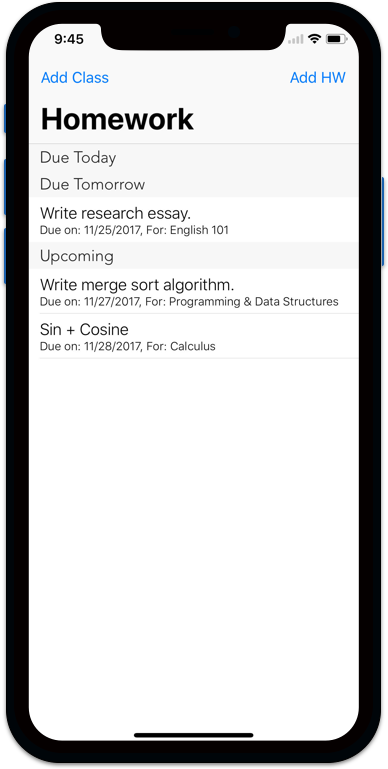 9:45
Add Class Add HW
Homework
Due Today
Due Tomorrow
Write research essay.
Due on: 11/25/2017, For: English 101
Upcoming
Write merge sort algorithm.
Due on: 11/27/2017, For: Programming & Data Structures
Sin + Cosine
Due on: 11/28/2017, For: Calculus